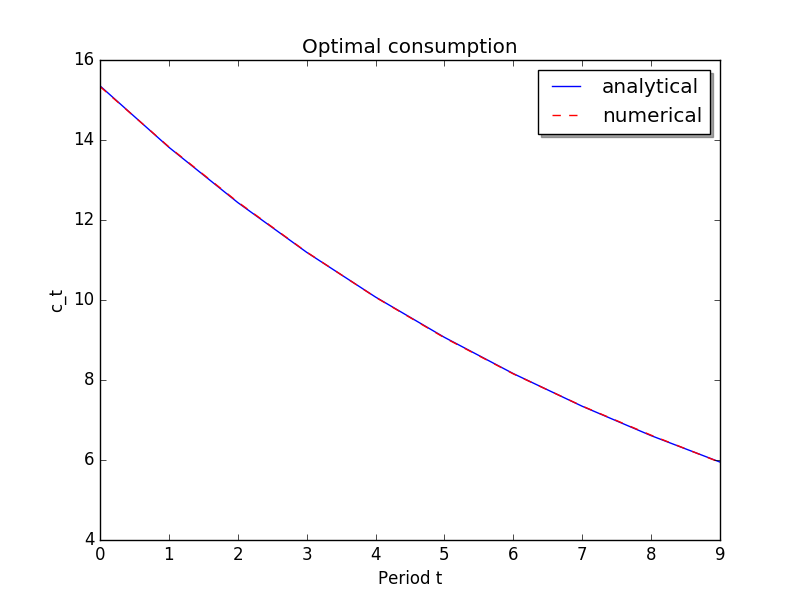 Optimal consumption
analytical
numerical
16
14
12
10
8
6
4
c_t
0 1 2 3 4 5 6 7 8 9
Period t